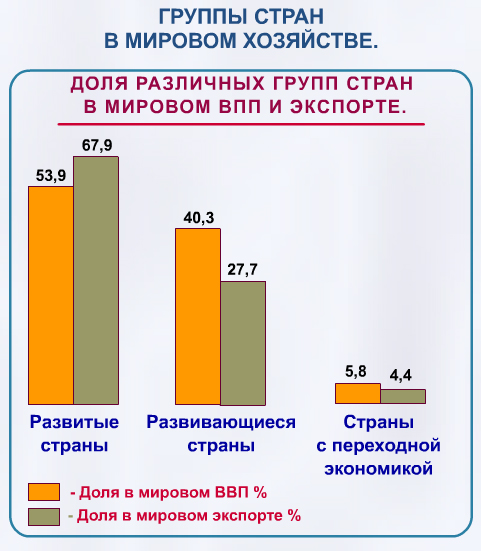 ГРУППЫ СТРАН
В МИРОВОМ ХОЗЯЙСТВЕ.
ДОЛЯ РАЗЛИЧНЫХ ГРУПП СТРАН
В МИРОВОМ ВПП И ЭКСПОРТЕ.
53,9
67,9
40,3
27,7
5,8
4,4
Развитые
страны
Развивающиеся
страны
Страны
с переходной
экономикой
- Доля в мировом ВВП %
- Доля в мировом экспорте %